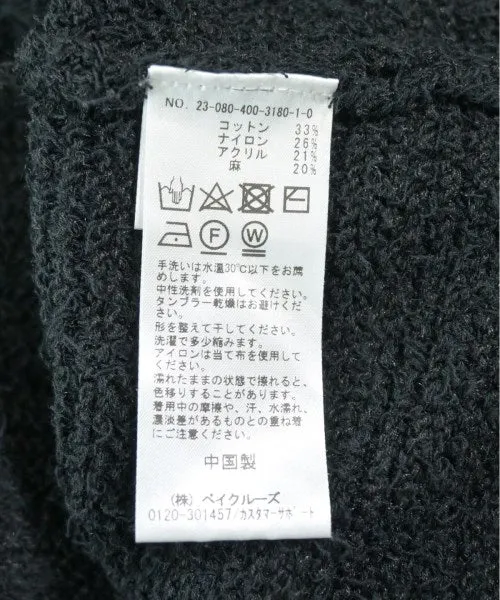 NO. 23-080-400-3180-1-0
コットン 33%
ナイロン 26%
アクリル 21%
麻 20%
F W
手洗いは水温30℃以下をお薦
めします。
中性洗剤を使用してください。
タンブラー乾燥はお避けくださ
い。
形を整えて干してください。
洗濯で多少縮みます。
アイロンは当て布を使用して
ください。
濡れたままの状態で擦れると、
色移りすることがあります。
着用中の摩擦や、汗、水濡れ、
濃淡差があるものとの重ね着
にご注意ください。
中国製
(株) ベイクルーズ
0120-301457/カスタマーサポート